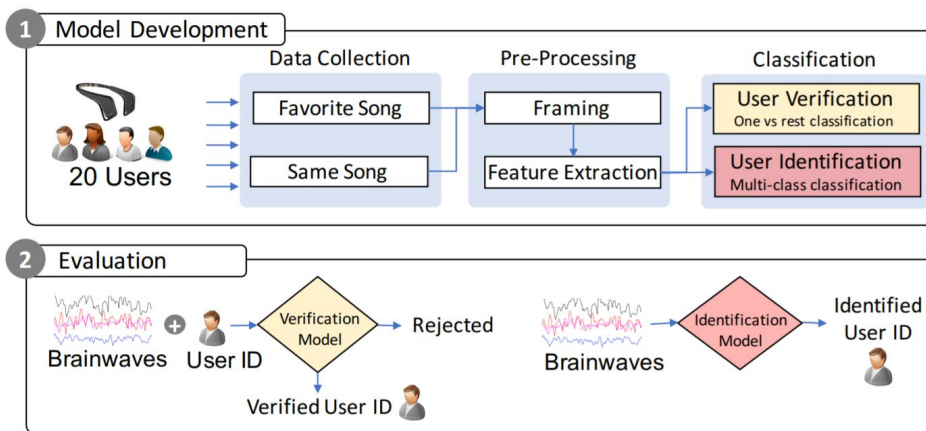 1 Model Development
Data Collection
Pre-Processing
Classification
20 Users
Favorite Song
Same Song
Framing
Feature Extraction
User Verification
One vs rest classification
User Identification
Multi-class classification
2 Evaluation
Brainwaves
+
User ID
Verification
Model
Rejected
Verified User ID
Brainwaves
Identification
Model
Identified
User ID